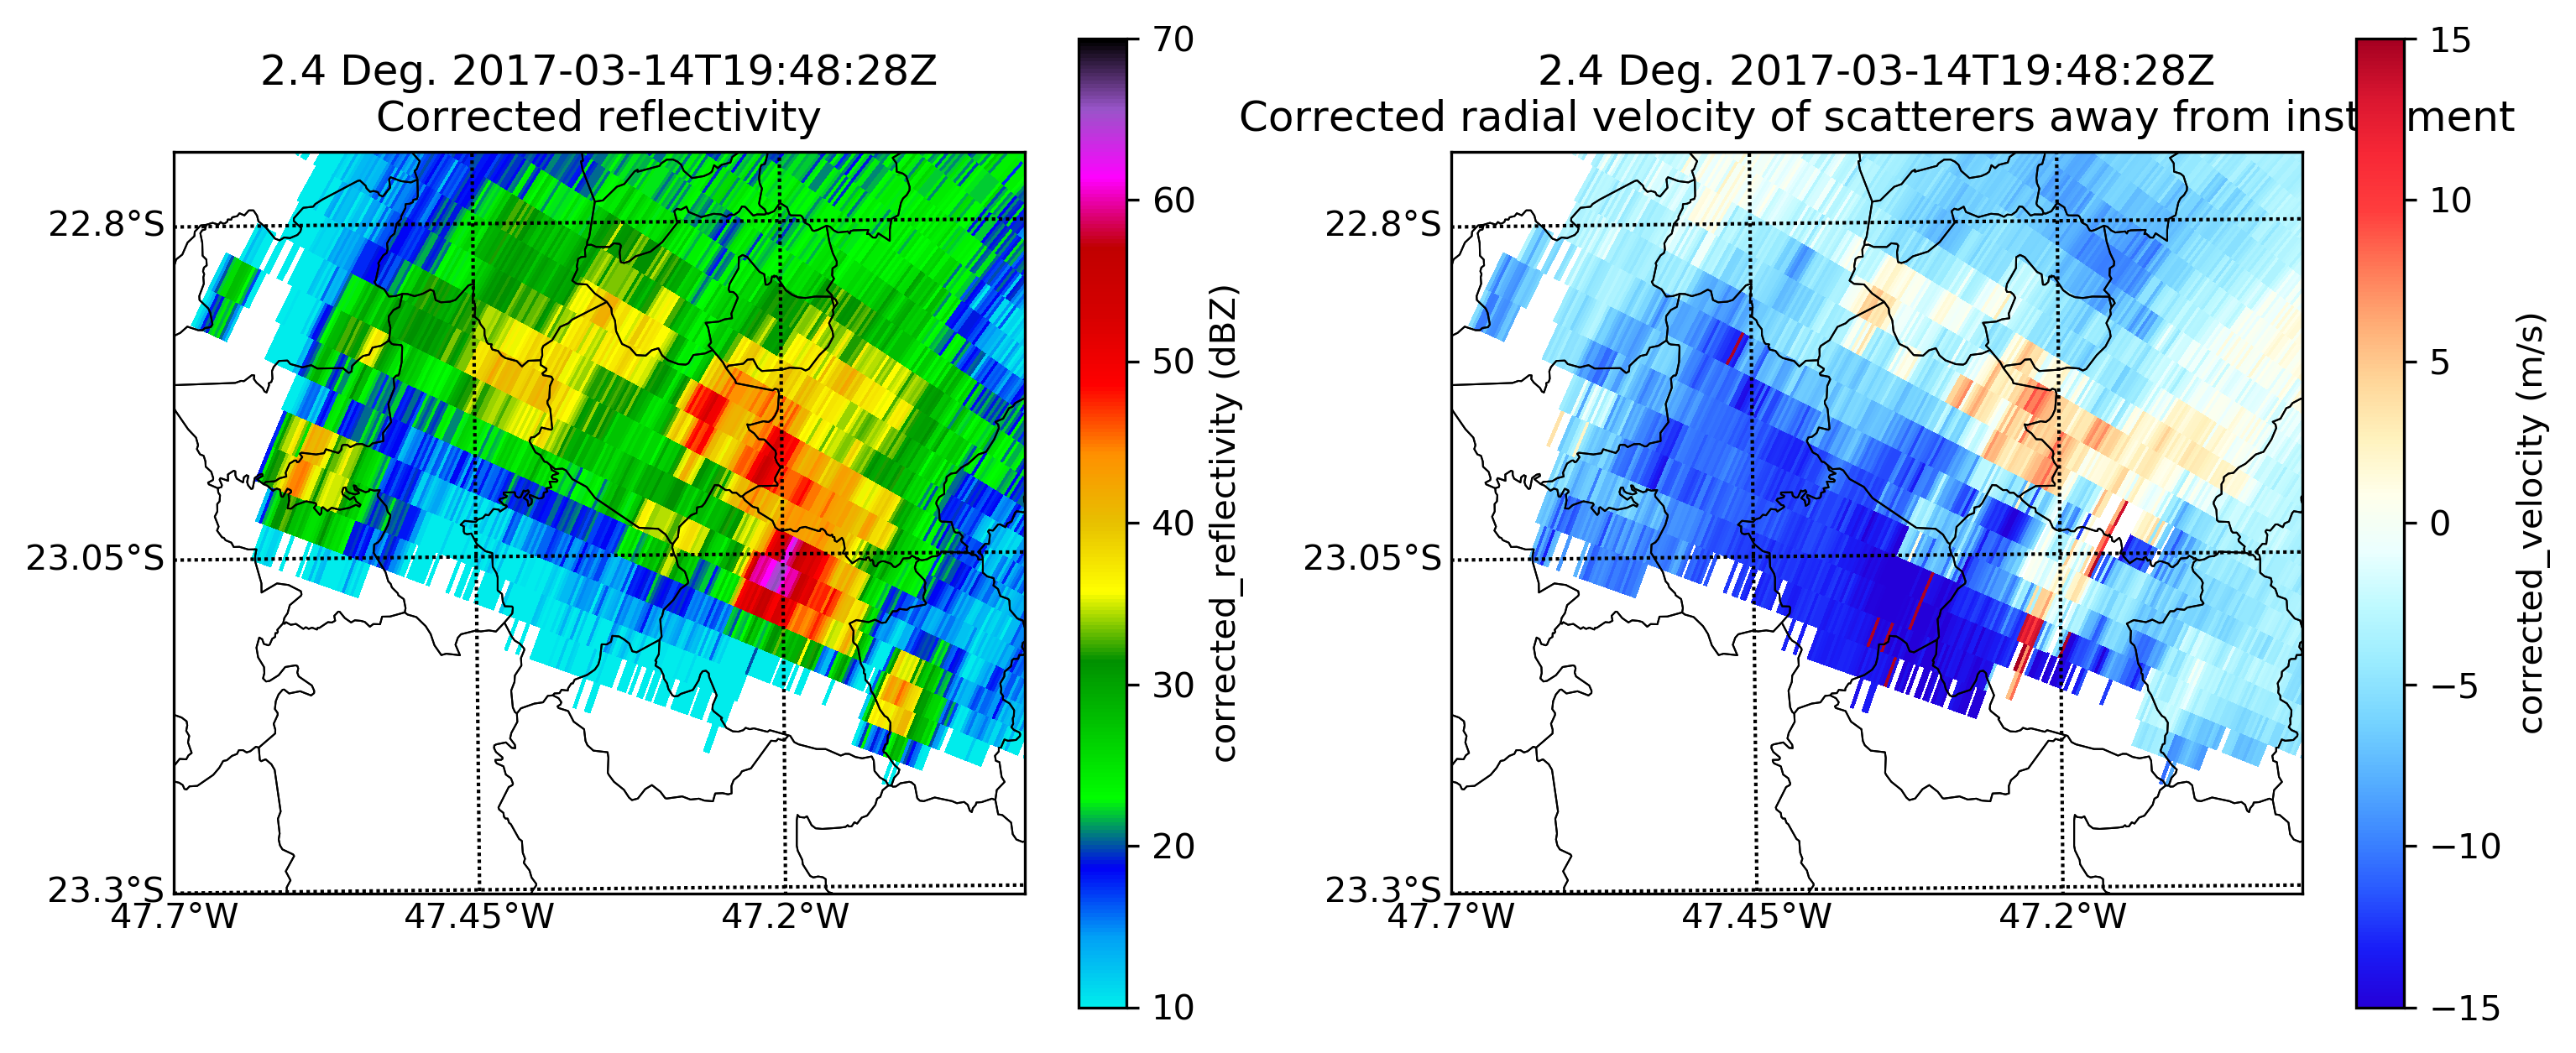 2.4 Deg. 2017-03-14T19:48:28Z
Corrected reflectivity
22.8°S
23.05°S
23.3°S
47.7°W
47.45°W
47.2°W
70
60
50
40
30
20
10
corrected_reflectivity (dBZ)
2.4 Deg. 2017-03-14T19:48:28Z
Corrected radial velocity of scatterers away from inst ment
22.8°S
23.05°S
23.3°S
47.7°W
47.45°W
47.2°W
15
10
5
0
−5
−10
−15
corrected_velocity (m/s)